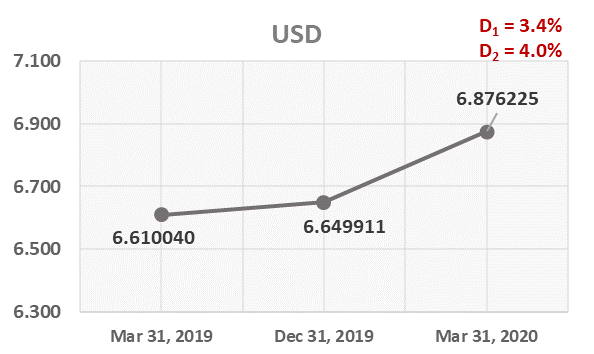 USD
D1 = 3.4%
D2 = 4.0%
7.100
6.900
6.700
6.500
6.300
6.610040
6.649911
6.876225
Mar 31, 2019
Dec 31, 2019
Mar 31, 2020